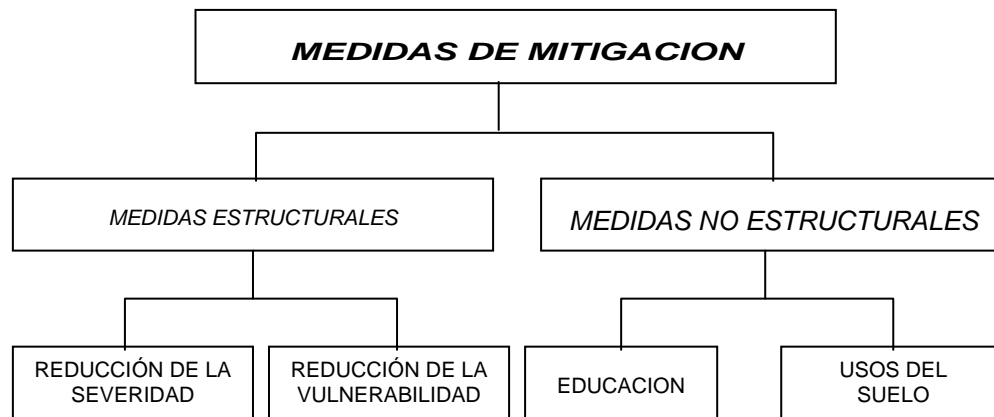 MEDIDAS DE MITIGACION
MEDIDAS ESTRUCTURALES
MEDIDAS NO ESTRUCTURALES
REDUCCIÓN DE LA
SEVERIDAD
REDUCCIÓN DE LA
VULNERABILIDAD
EDUCACION
USOS DEL
SUELO